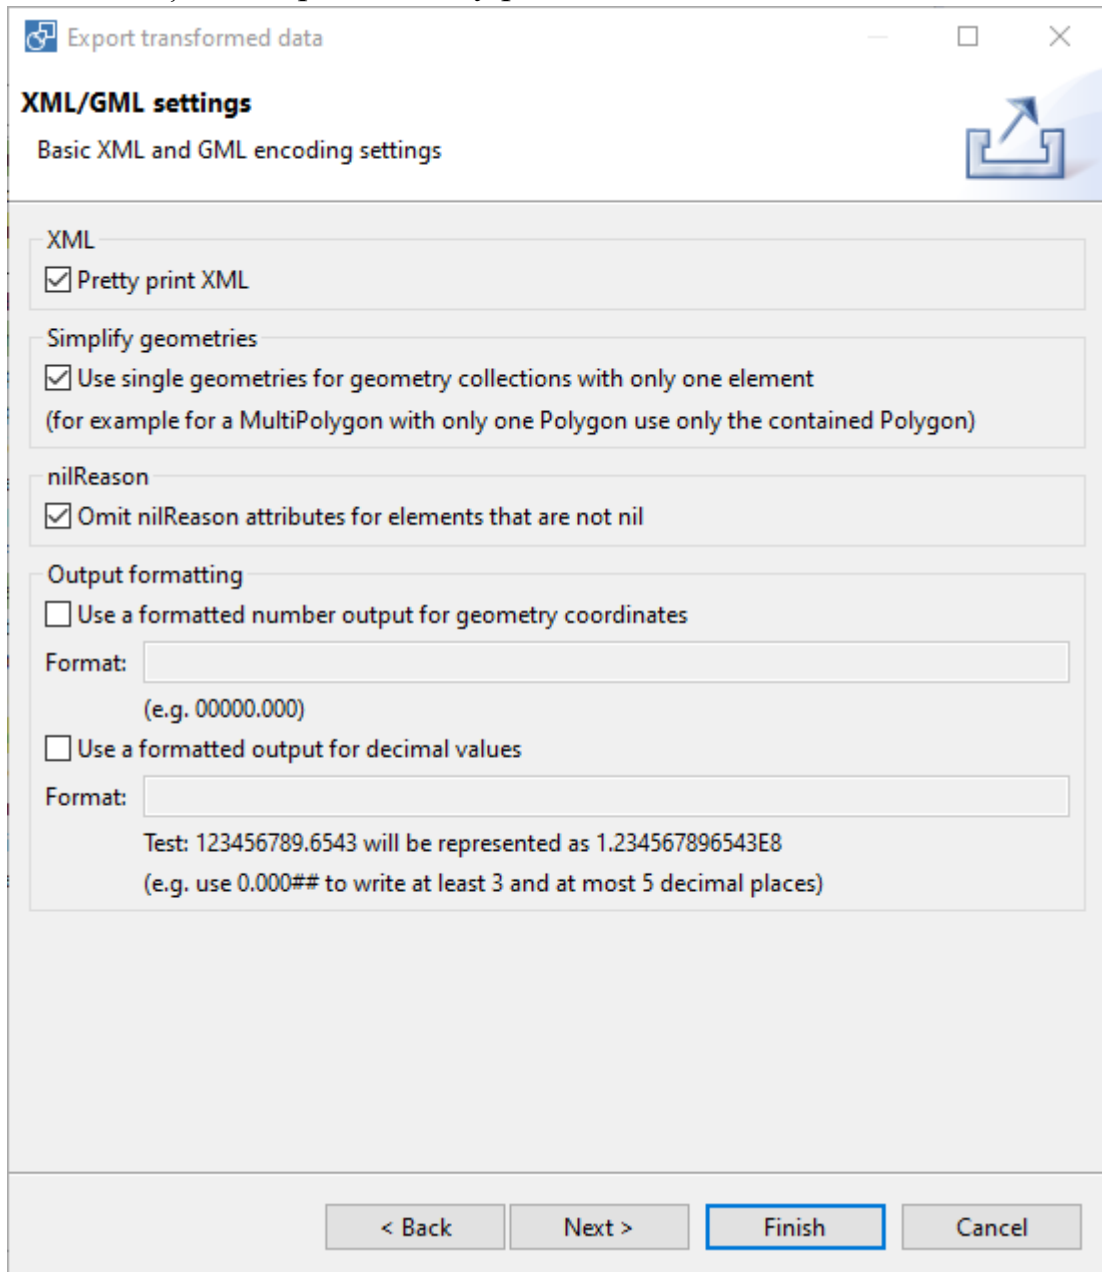 Export transformed data
XML/GML settings
Basic XML and GML encoding settings
XML
Pretty print XML
Simplify geometries
Use single geometries for geometry collections with only one element
(for example for a MultiPolygon with only one Polygon use only the contained Polygon)
nilReason
Omit nilReason attributes for elements that are not nil
Output formatting
Use a formatted number output for geometry coordinates
Format:
(e.g. 00000.000)
Use a formatted output for decimal values
Format:
Test: 123456789.6543 will be represented as 1.234567896543E8
(e.g. use 0.000## to write at least 3 and at most 5 decimal places)
< Back
Next >
Finish
Cancel